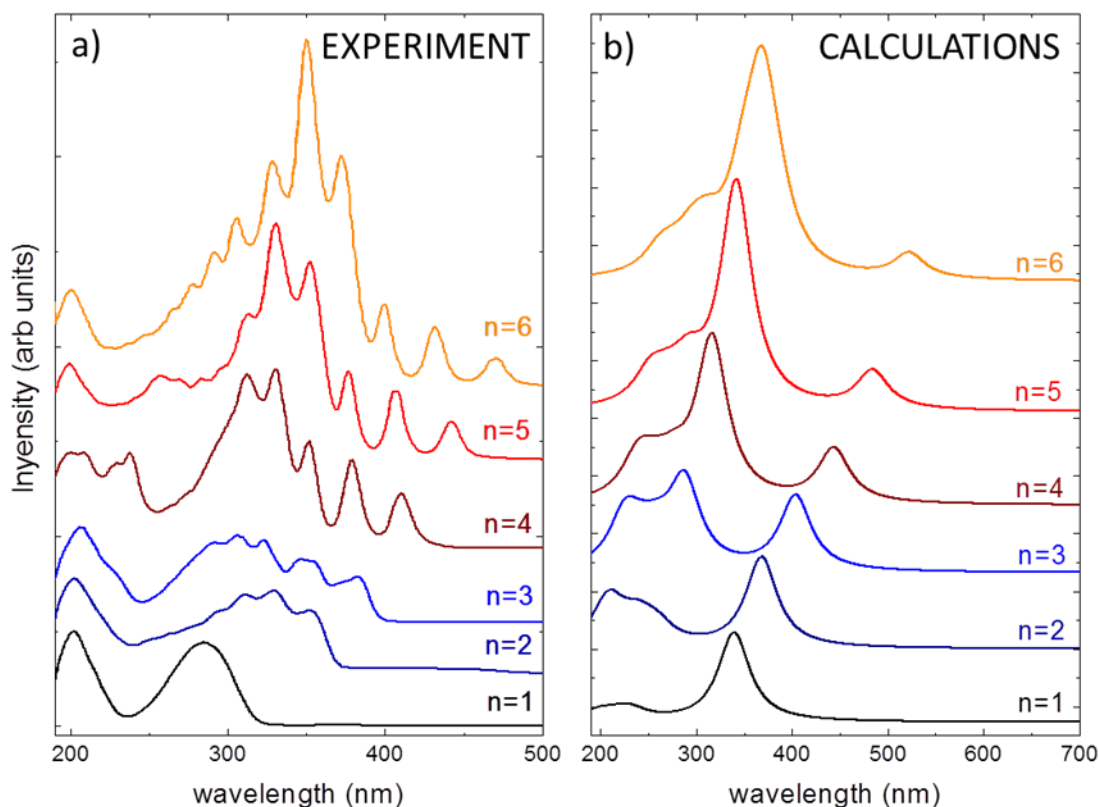 a) EXPERIMENT
b) CALCULATIONS
Inyensity (arb units)
n=6
n=5
n=4
n=3
n=2
n=1
200 300 400 500
wavelength (nm)
n=6
n=5
n=4
n=3
n=2
n=1
200 300 400 500 600 700
wavelength (nm)